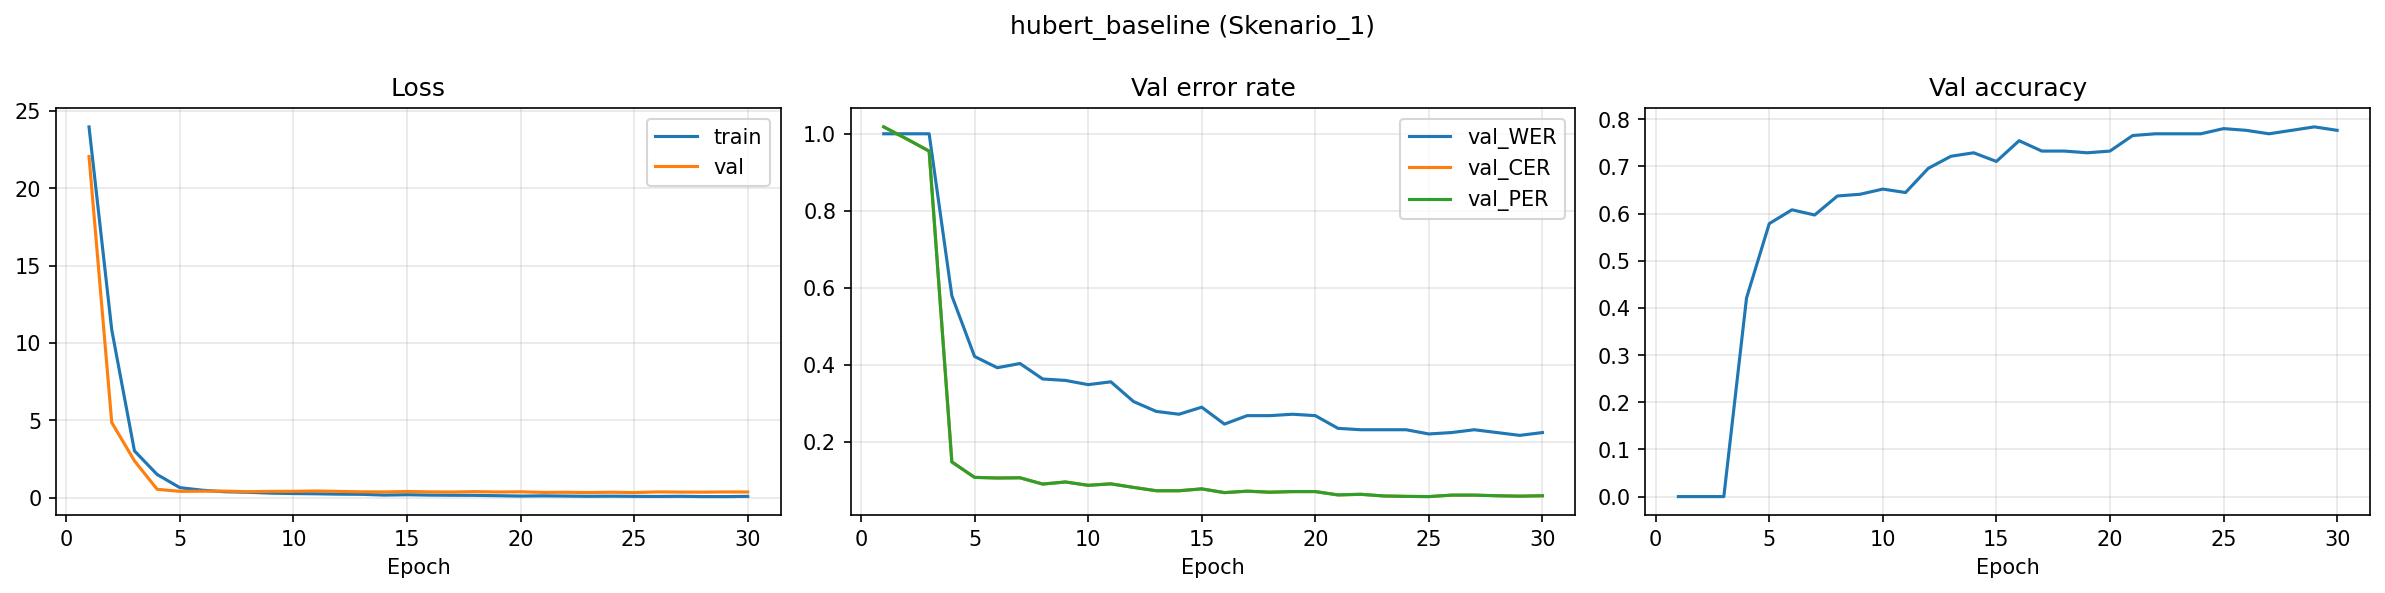 hubert_baseline (Skenario_1)
Loss
25
20
15
10
5
0
train
val
0 5 10 15 20 25 30
Epoch
Val error rate
1.0
0.8
0.6
0.4
0.2
val_WER
val_CER
val_PER
0 5 10 15 20 25 30
Epoch
Val accuracy
0.8
0.7
0.6
0.5
0.4
0.3
0.2
0.1
0.0
0 5 10 15 20 25 30
Epoch